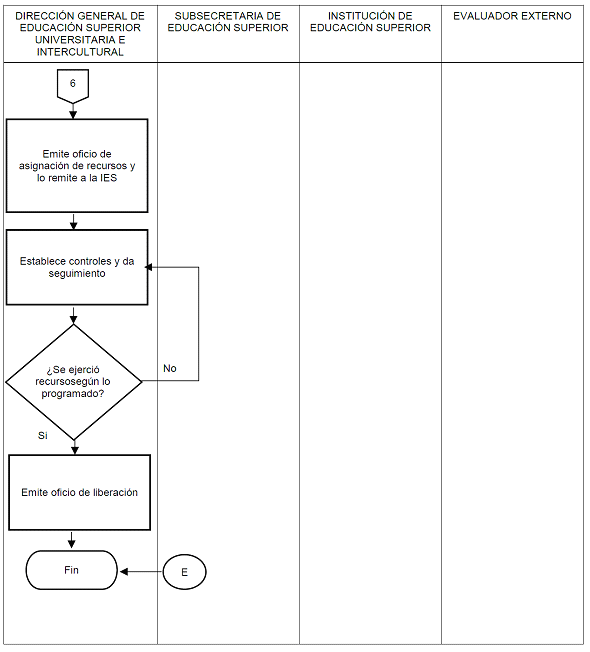 DIRECCIÓN GENERAL DE
EDUCACIÓN SUPERIOR
UNIVERSITARIA E
INTERCULTURAL
SUBSECRETARIA DE
EDUCACIÓN SUPERIOR
INSTITUCIÓN DE
EDUCACIÓN SUPERIOR
EVALUADOR EXTERNO
6
Emite oficio de
asignación de recursos y
lo remite a la IES
Establece controles y da
seguimiento
¿Se ejerció
recursosegún lo
programado?
No
Si
Emite oficio de liberación
Fin
E